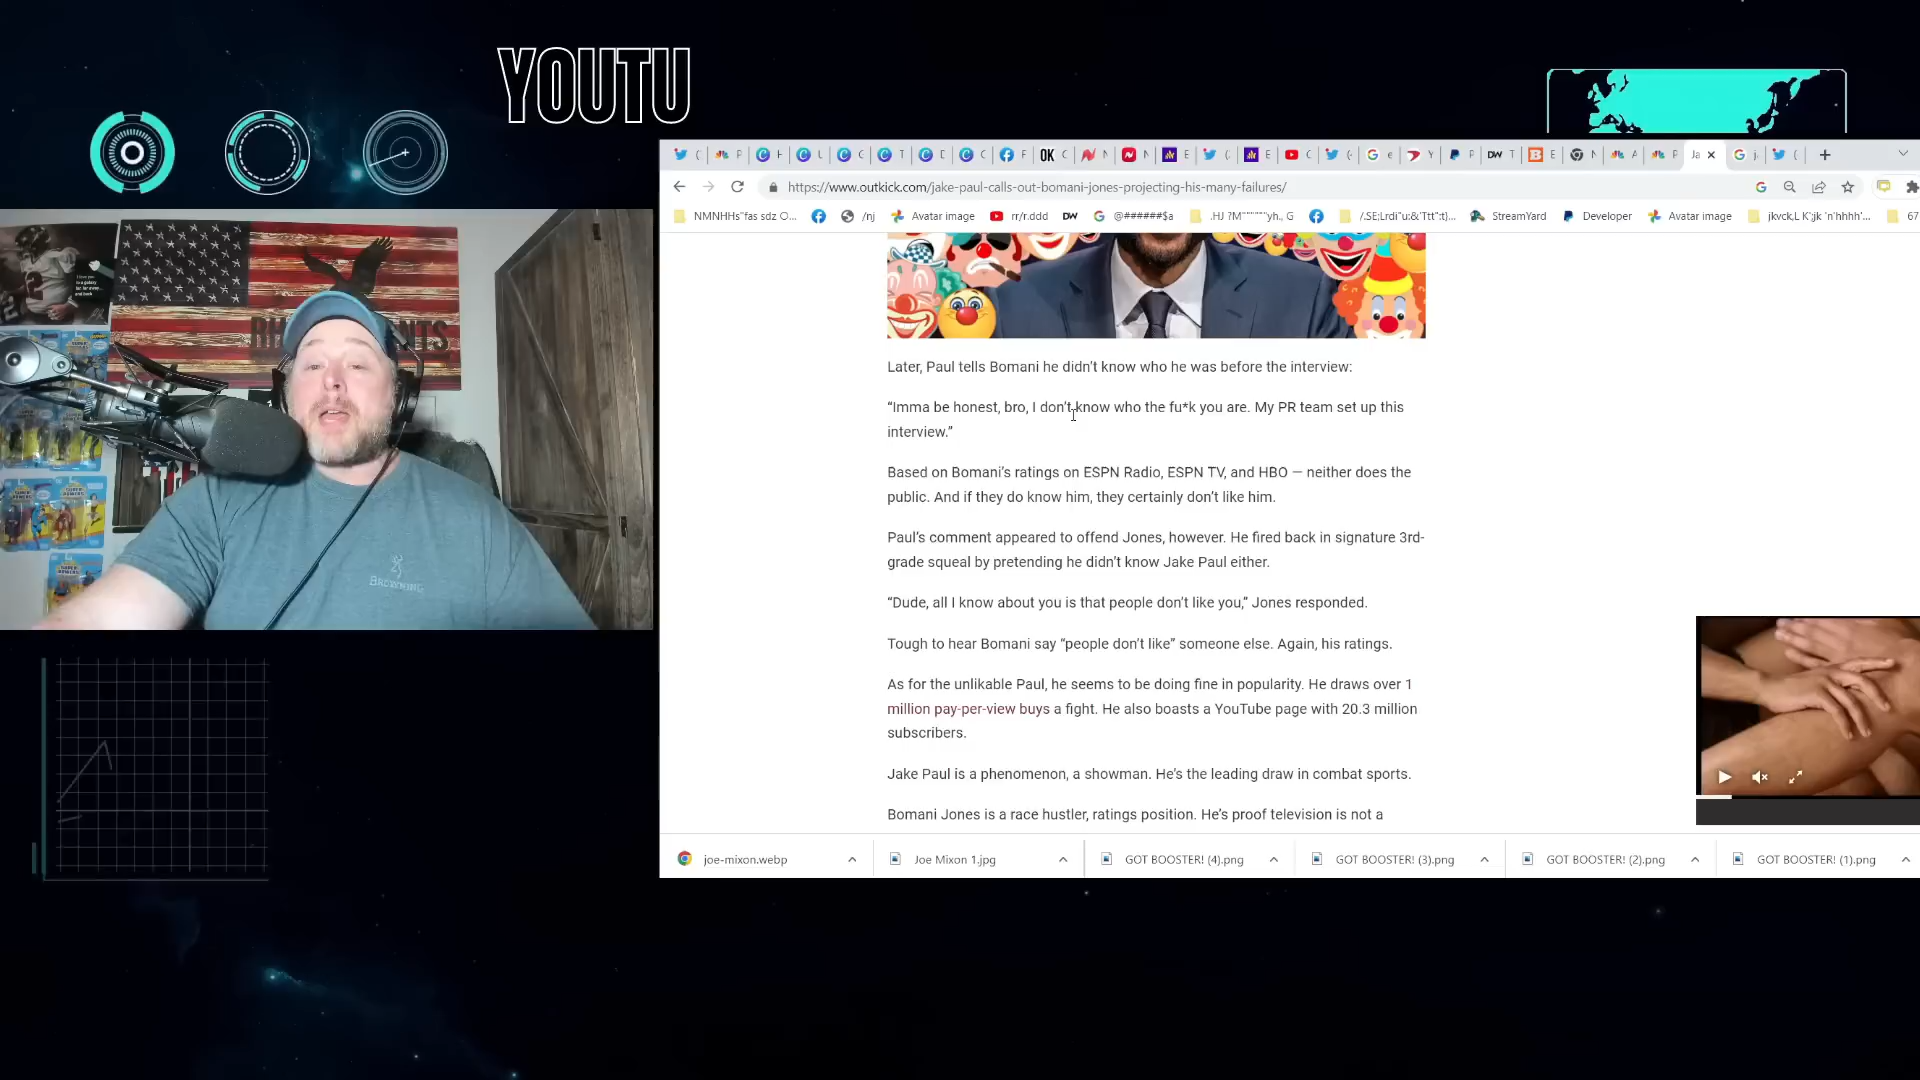 YOUTU
https://www.outkick.com/jake-paul-calls-out-bomani-jones-projecting-his-many-failures/
NMNHHs"fas sdz O...
/nj
Avatar image
rr/r.ddd
DW
@######$a
StreamYard
Developer
Avatar image
67
BROWNING
Later, Paul tells Bomani he didn’t know who he was before the interview:
“Imma be honest, bro, I don’t know who the fu*k you are. My PR team set up this
interview.”
Based on Bomani’s ratings on ESPN Radio, ESPN TV, and HBO — neither does the
public. And if they do know him, they certainly don’t like him.
Paul’s comment appeared to offend Jones, however. He fired back in signature 3rd-
grade squeal by pretending he didn’t know Jake Paul either.
“Dude, all I know about you is that people don’t like you,” Jones responded.
Tough to hear Bomani say “people don’t like” someone else. Again, his ratings.
As for the unlikable Paul, he seems to be doing fine in popularity. He draws over 1
million pay-per-view buys a fight. He also boasts a YouTube page with 20.3 million
subscribers.
Jake Paul is a phenomenon, a showman. He’s the leading draw in combat sports.
Bomani Jones is a race hustler, ratings position. He’s proof television is not a
joe-mixon.webp
Joe Mixon 1.jpg
GOT BOOSTER! (4).png
GOT BOOSTER! (3).png
GOT BOOSTER! (2).png
GOT BOOSTER! (1).png